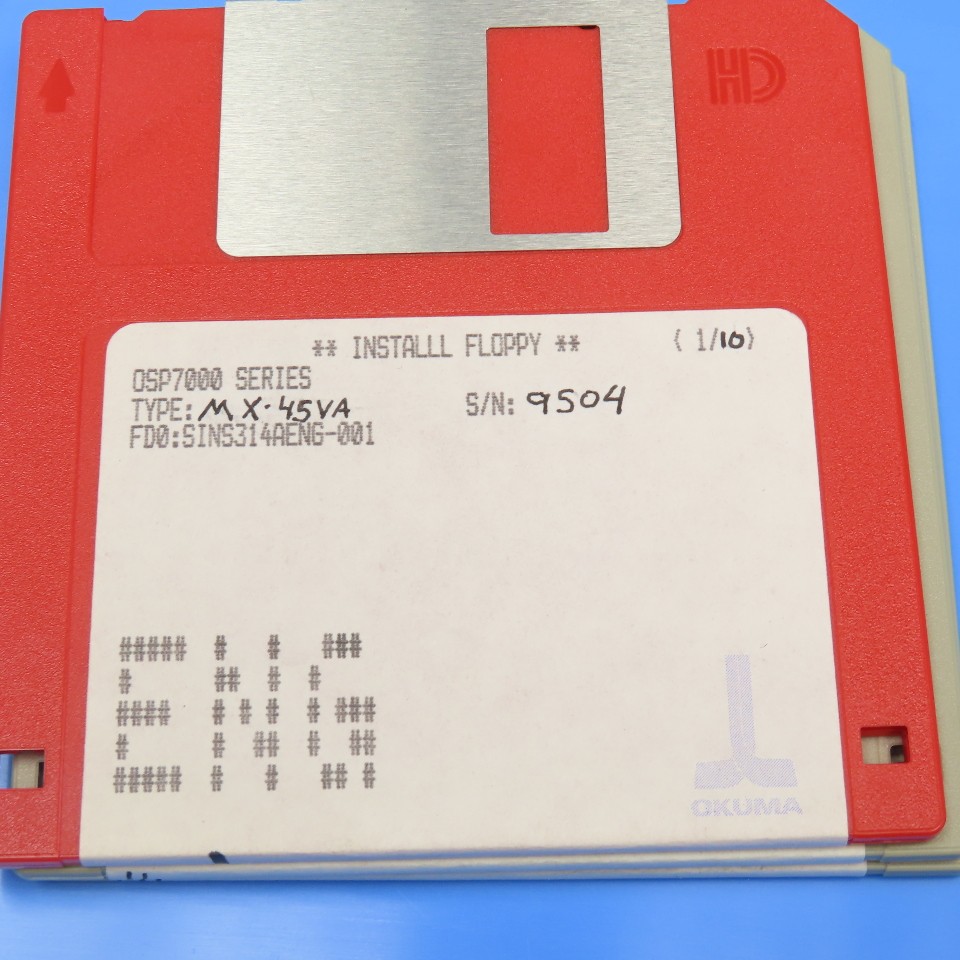 HD
** INSTALLL FLOPPY ** ( 1/10)
OSP7000 SERIES
TYPE: MX-45VA S/N: 9504
FD0:SINS314AENG-001
ENG
OKUMA